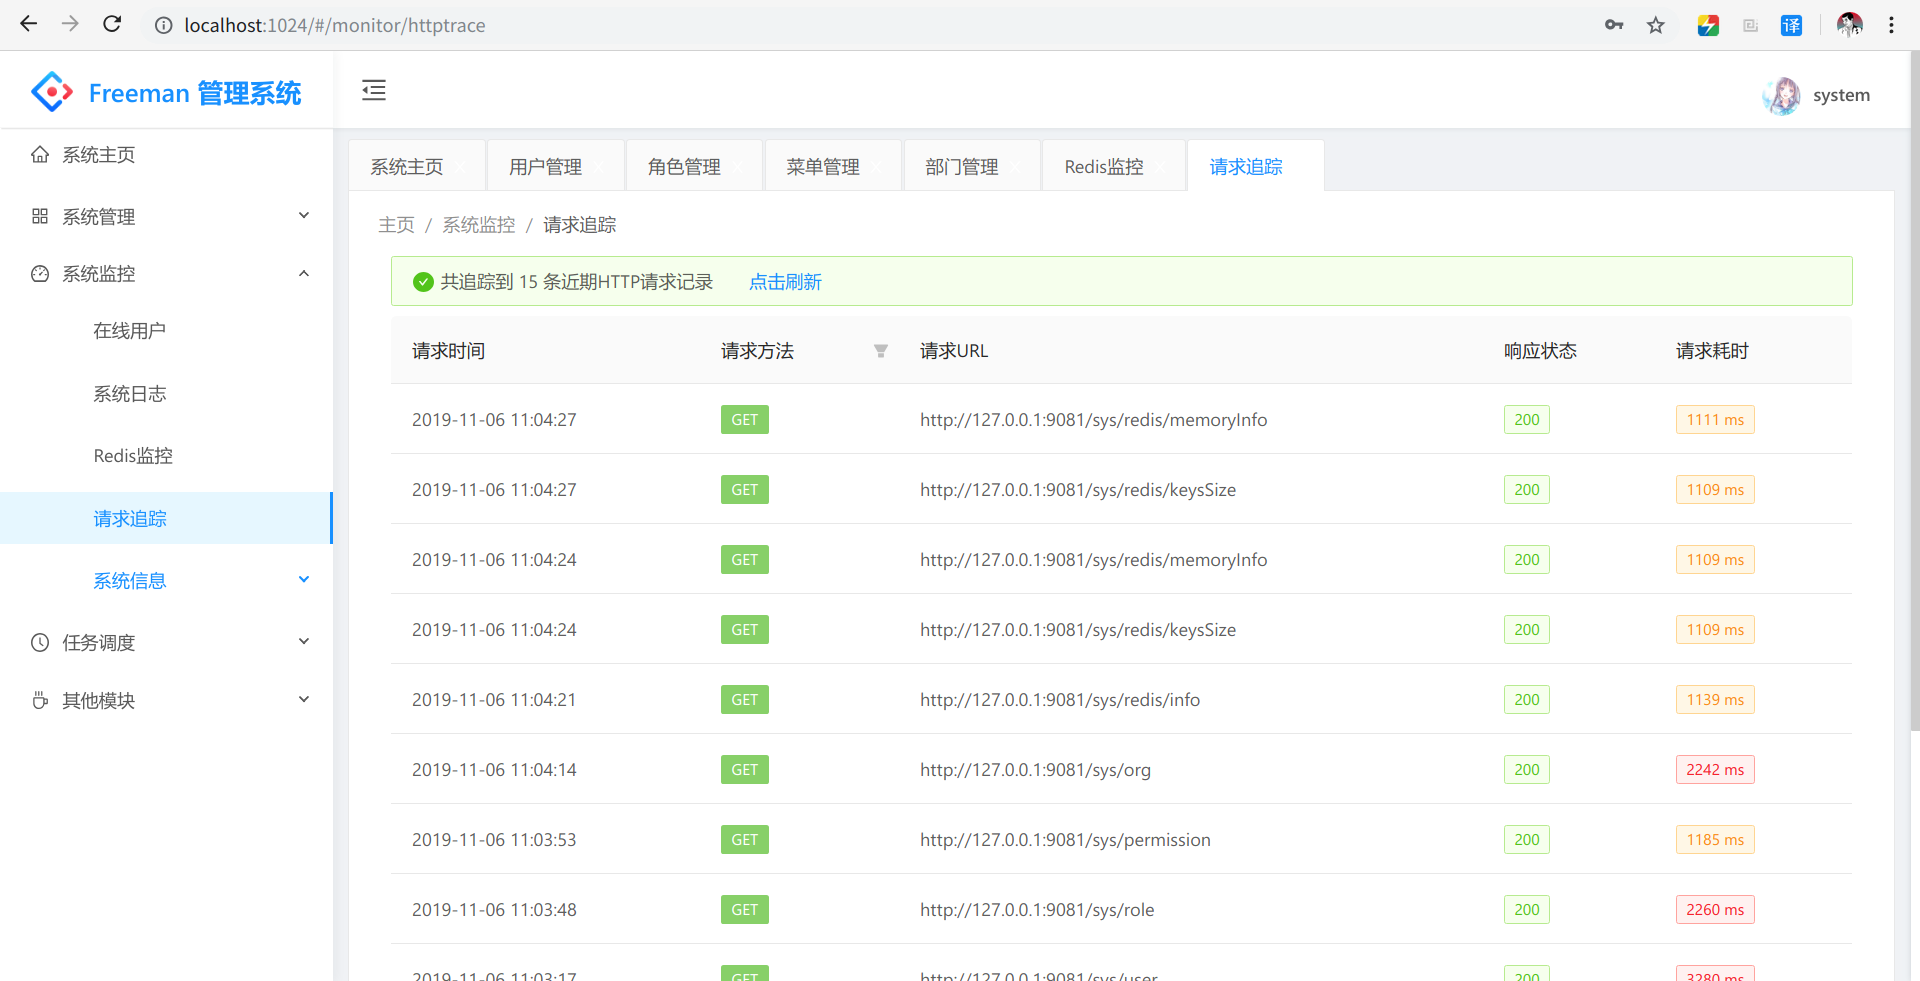 localhost:1024/#/monitor/httptrace
译
Freeman 管理系统
system
系统主页
系统管理
系统监控
在线用户
系统日志
Redis监控
请求追踪
系统信息
任务调度
其他模块
系统主页 用户管理 角色管理 菜单管理 部门管理 Redis监控 请求追踪
主页 / 系统监控 / 请求追踪
共追踪到 15 条近期HTTP请求记录 点击刷新
请求时间 请求方法 请求URL 响应状态 请求耗时
2019-11-06 11:04:27 GET http://127.0.0.1:9081/sys/redis/memoryInfo 200 1111 ms
2019-11-06 11:04:27 GET http://127.0.0.1:9081/sys/redis/keysSize 200 1109 ms
2019-11-06 11:04:24 GET http://127.0.0.1:9081/sys/redis/memoryInfo 200 1109 ms
2019-11-06 11:04:24 GET http://127.0.0.1:9081/sys/redis/keysSize 200 1109 ms
2019-11-06 11:04:21 GET http://127.0.0.1:9081/sys/redis/info 200 1139 ms
2019-11-06 11:04:14 GET http://127.0.0.1:9081/sys/org 200 2242 ms
2019-11-06 11:03:53 GET http://127.0.0.1:9081/sys/permission 200 1185 ms
2019-11-06 11:03:48 GET http://127.0.0.1:9081/sys/role 200 2260 ms
2019-11-06 11:03:17 GET http://127.0.0.1:9081/sys/user 200 3280 ms